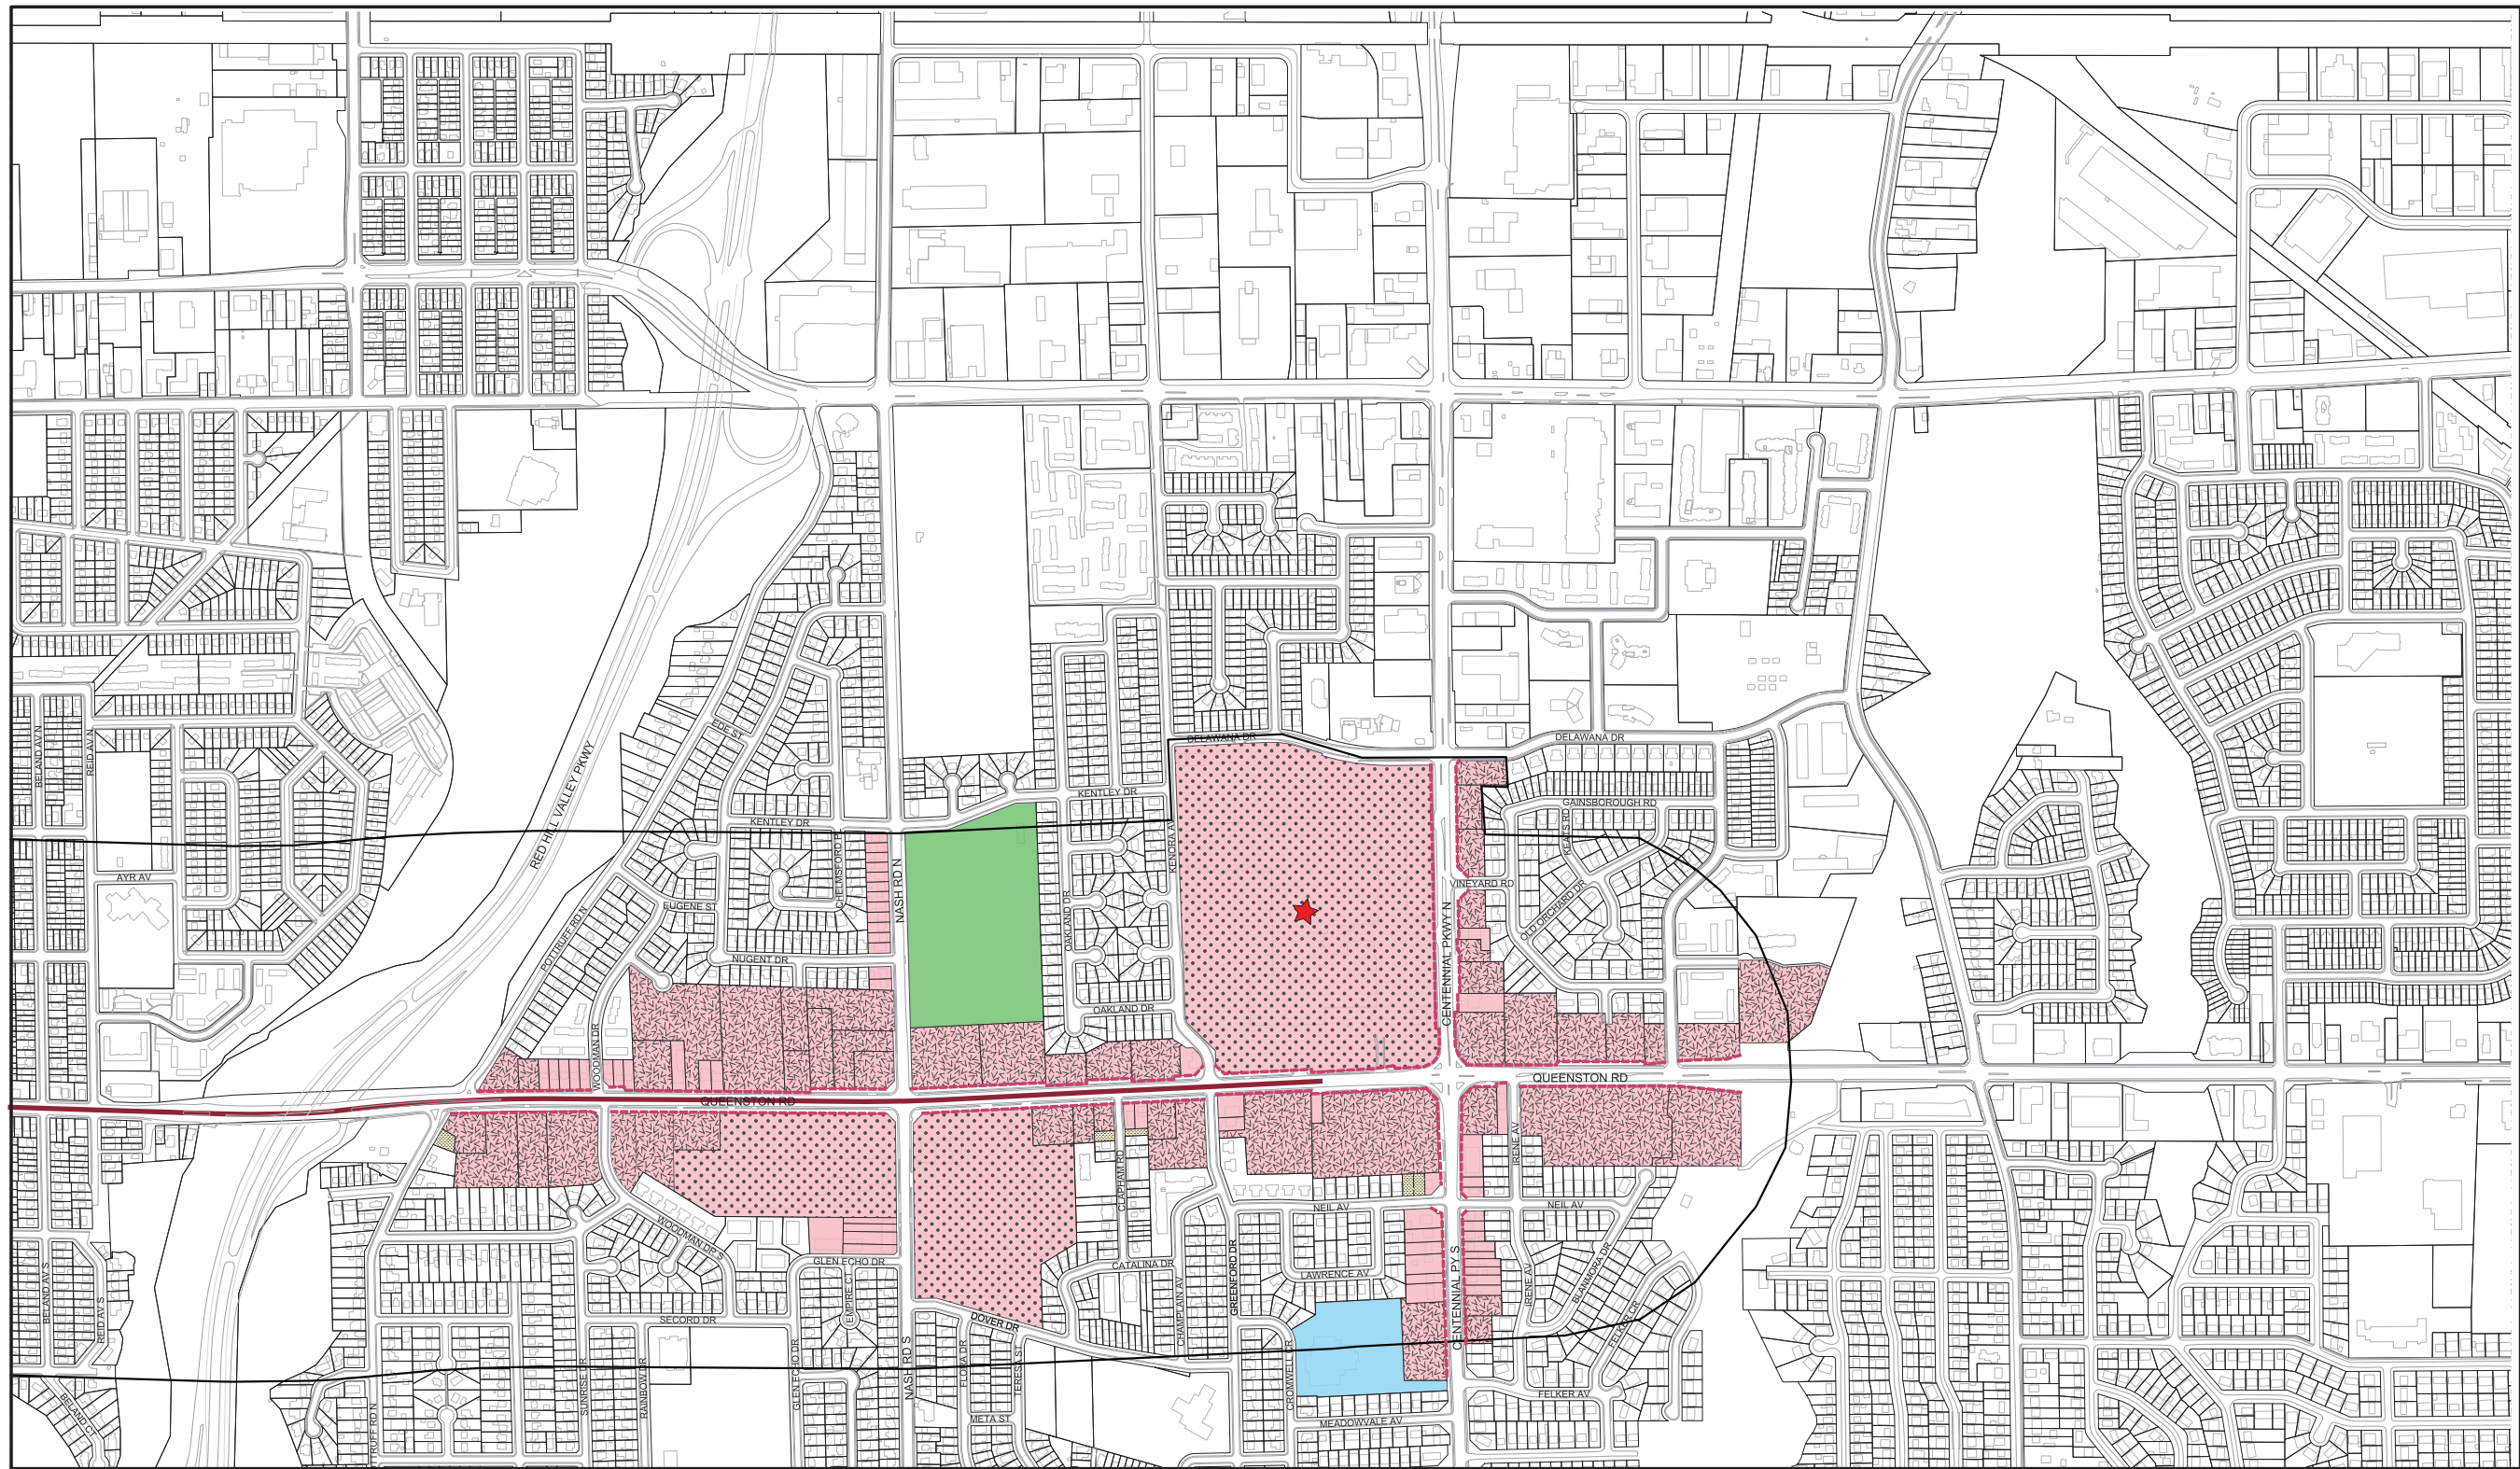 EDE ST
DELAWANA DR
DELAWANA DR
BELAND AV N
REID AV N
RED HILL VALLEY PKWY
KENTLEY DR
GAINSBOROUGH RD
KENTLEY DR
KEATS RD
CHELMSFORD PL
KENORA AV
NASH RD N
AYR AV
VINEYARD RD
EUGENE ST
OAKLAND DR
OLD ORCHARD DR
POTTRUFF RD N
CENTENNIAL PKWY N
NUGENT DR
OAKLAND DR
WOODMAN DR
QUEENSTON RD
QUEENSTON RD
IRENE AV
CLAPHAM RD
NEIL AV
NEIL AV
WOODMAN DR S
GLEN ECHO DR
CATALINA DR
GREENFORD DR
LAWRENCE AV
CENTENNIAL PY S
BLANMORA DR
IRENE AV
BELAND AV S
REID AV S
EMPIRE CT
CHAMPLAIN AV
SECORD DR
DOVER DR
FELKER CR
NASH RD S
FLORA DR
TERESA ST
GLEN ECHO DR
SUNRISE DR
RAINBOW DR
CROMWELL CR
FELKER AV
BELAND CT
META ST
MEADOWVALE AV